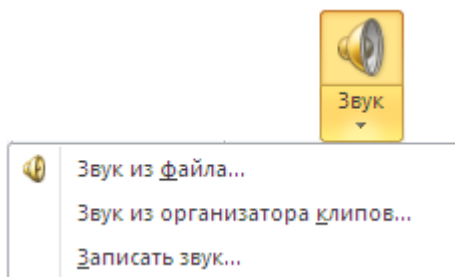 Звук
Звук из файла...
Звук из организатора клипов...
Записать звук...